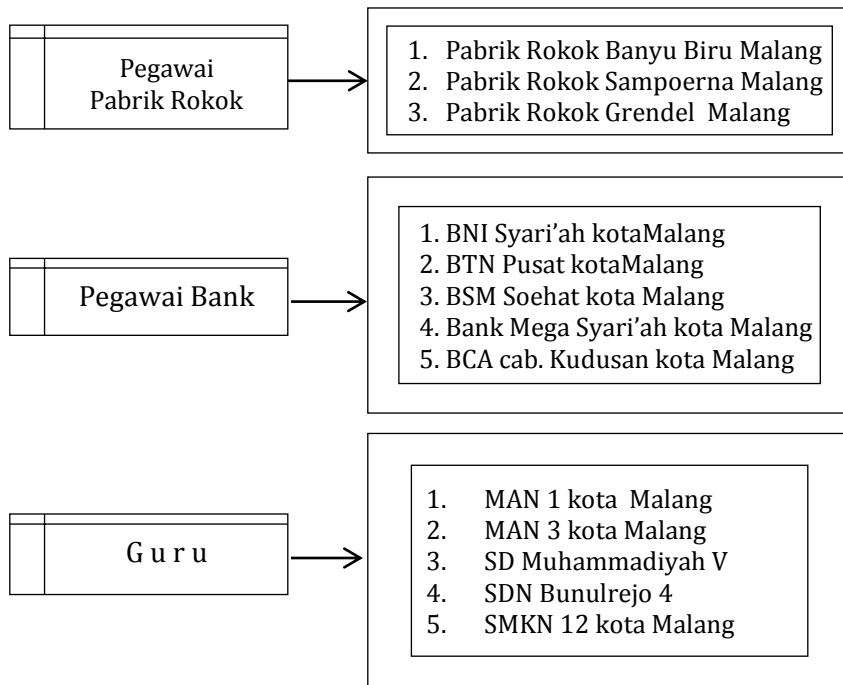 Pegawai
Pabrik Rokok
1. Pabrik Rokok Banyu Biru Malang
2. Pabrik Rokok Sampoerna Malang
3. Pabrik Rokok Grendel Malang
Pegawai Bank
1. BNI Syari’ah kotaMalang
2. BTN Pusat kotaMalang
3. BSM Soehat kota Malang
4. Bank Mega Syari’ah kota Malang
5. BCA cab. Kudusan kota Malang
G u r u
1. MAN 1 kota Malang
2. MAN 3 kota Malang
3. SD Muhammadiyah V
4. SDN Bunulrejo 4
5. SMKN 12 kota Malang